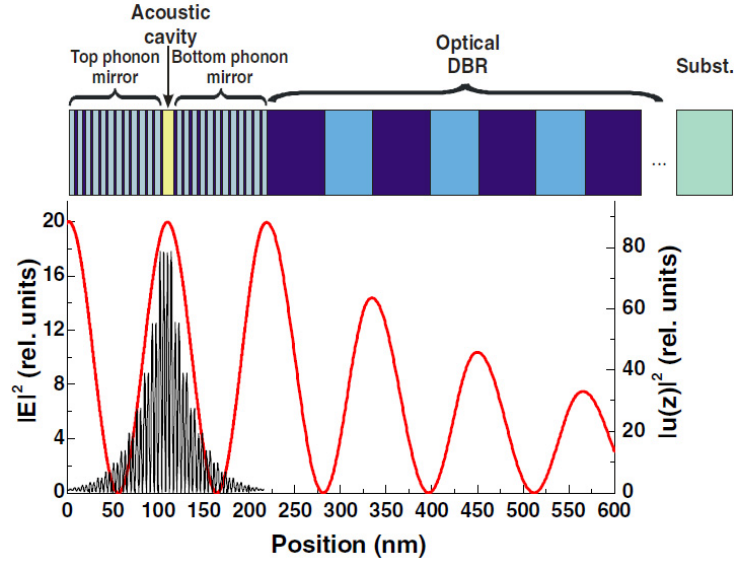 Acoustic
cavity
Top phonon
mirror
Bottom phonon
mirror
Optical
DBR
Subst.
...
|E|² (rel. units)
20
16
12
8
4
0
|u(z)|² (rel. units)
80
60
40
20
0
0 50 100 150 200 250 300 350 400 450 500 550 600
Position (nm)